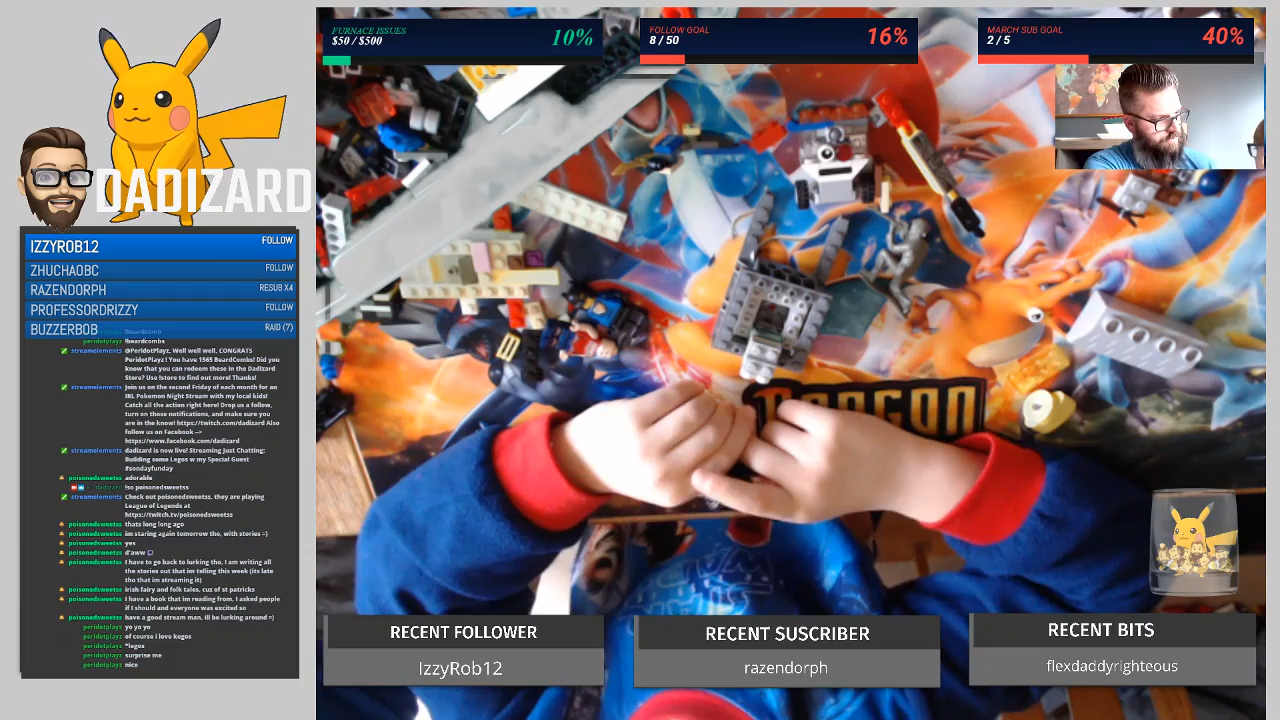 FURNACE ISSUES
$50 / $500
10%
FOLLOW GOAL
8 / 50
16%
MARCH SUB GOAL
2 / 5
40%
DADIZARD
IZZYROB12 FOLLOW
ZHUCHAOBC FOLLOW
RAZENDORPH RESUB X4
PROFESSORDRIZZY FOLLOW
BUZZERBOB RAID (7)
peridotplayz !beardcombs
streamelements @PeridotPlayz, Well well well, CONGRATS
PeridotPlayz ! You have 1565 BeardCombs! Did you
know that you can redeem these in the Dadizard
Store? Use !store to find out more! Thanks!
streamelements Join us on the second Friday of each month for an
IRL Pokemon Night Stream with my local kids!
Catch all the action right here! Drop us a follow,
turn on those notifications, and make sure you
are in the know! https://twitch.com/dadizard Also
follow us on Facebook -->
https://www.facebook.com/dadizard
streamelements dadizard is now live! Streaming Just Chatting:
Building some Legos w my Special Guest
#sondayfunday
poisonedsweetss adorable
dadizard !so poisonedsweetss
streamelements Check out poisonedsweetss, they are playing
League of Legends at
https://twitch.tv/poisonedsweetss
poisonedsweetss thats long long ago
poisonedsweetss im staring again tomorrow tho, with stories =)
poisonedsweetss yes
poisonedsweetss d'aww
poisonedsweetss I have to go back to lurking tho, I am writing all
the stories out that im telling this week (its late
tho that im streaming it)
poisonedsweetss irish fairy and folk tales, cuz of st patricks
poisonedsweetss I have a book that im reading from, I asked people
if I should and everyone was excited so
poisonedsweetss have a good stream man, ill be lurking around =)
peridotplayz yo yo yo
peridotplayz of course i love kegos
peridotplayz *legos
peridotplayz surprise me
peridotplayz nice
DRAGON
RECENT FOLLOWER
IzzyRob12
RECENT SUSCRIBER
razendorph
RECENT BITS
flexdaddyrighteous